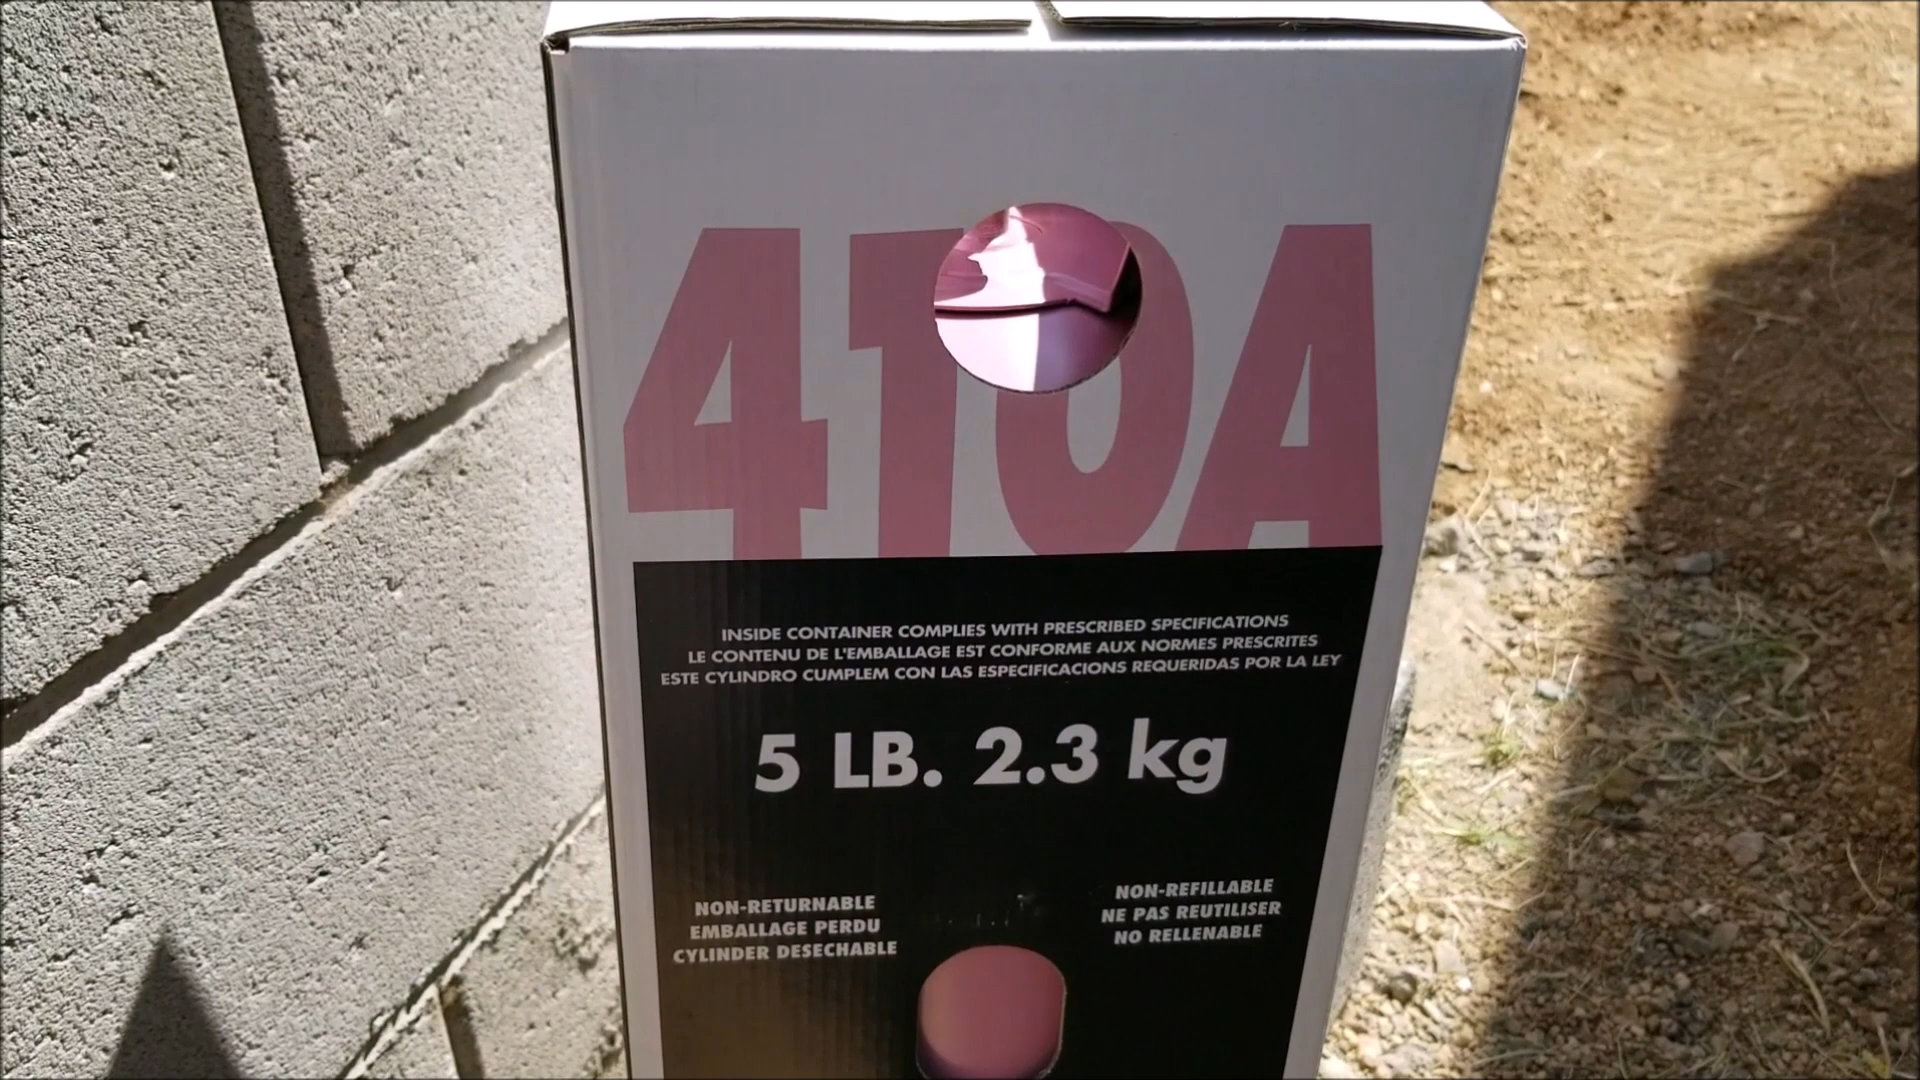 410A
INSIDE CONTAINER COMPLIES WITH PRESCRIBED SPECIFICATIONS
LE CONTENU DE L'EMBALLAGE EST CONFORME AUX NORMES PRESCRITES
ESTE CYLINDRO CUMPLEM CON LAS ESPECIFICACIONS REQUERIDAS POR LA LEY
5 LB. 2.3 kg
NON-RETURNABLE
EMBALLAGE PERDU
CYLINDER DESECHABLE
NON-REFILLABLE
NE PAS REUTILISER
NO RELLENABLE